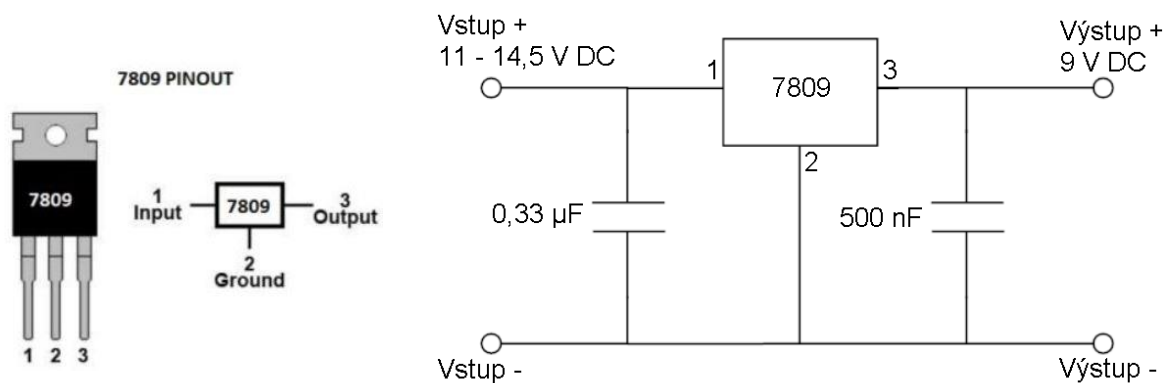 7809 PINOUT
7809
1 2 3
1
Input
7809
3
Output
2
Ground
Vstup +
11 - 14,5 V DC
1
7809
3
2
Výstup +
9 V DC
0,33 µF
500 nF
Vstup -
Výstup -